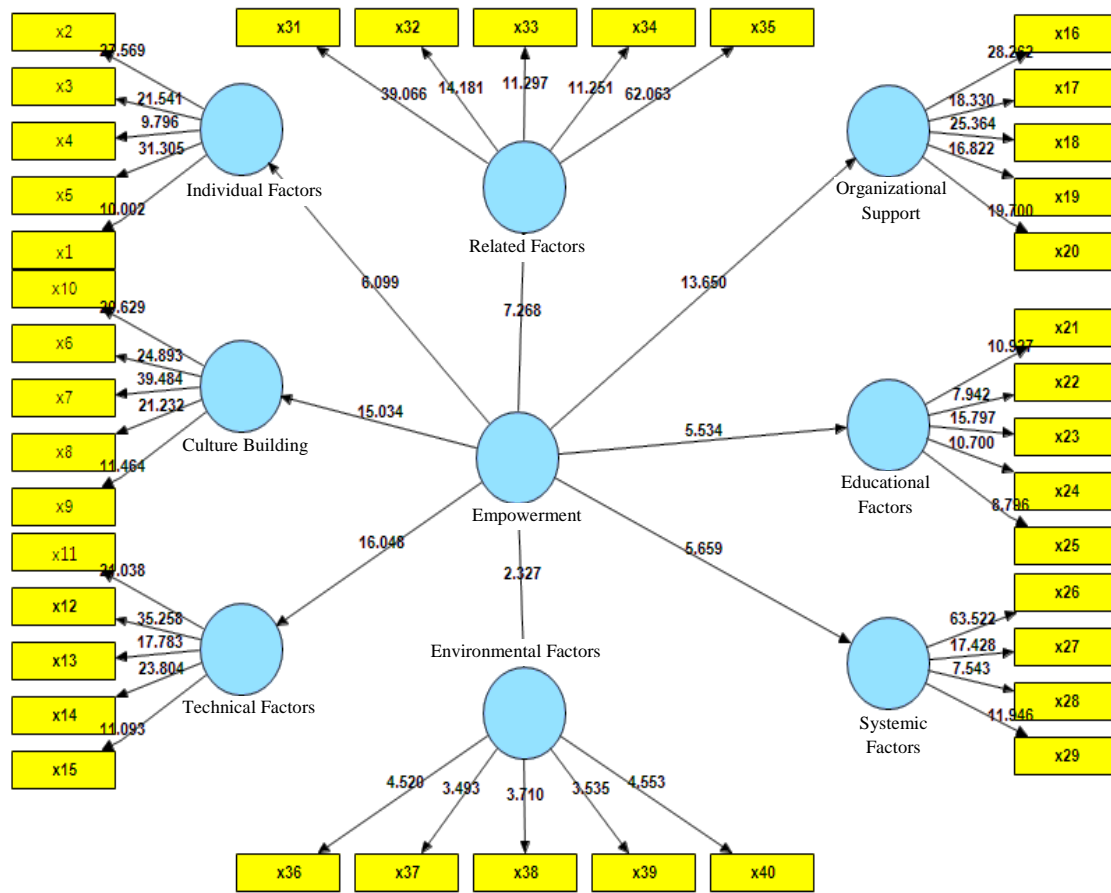 x31 x32 x33 x34 x35
39.066 14.181 11.297 11.251 62.063
Related Factors
x2
x3
x4
x5
x1
27.569
21.541
9.796
31.305
10.002
Individual Factors
x10
x6
x7
x8
x9
24.893
39.484
21.232
11.464
Culture Building
x11
x12
x13
x14
x15
35.258
17.783
23.804
11.093
Technical Factors
x16
x17
x18
x19
x20
28.262
18.330
25.364
16.822
19.700
Organizational
Support
x21
x22
x23
x24
x25
7.942
15.797
10.700
8.796
Educational
Factors
x26
x27
x28
x29
63.522
17.428
7.543
11.946
Systemic
Factors
6.099
7.268
13.650
15.034
5.534
16.048
2.327
5.659
Empowerment
Environmental Factors
4.520 3.493 3.710 3.535 4.553
x36 x37 x38 x39 x40